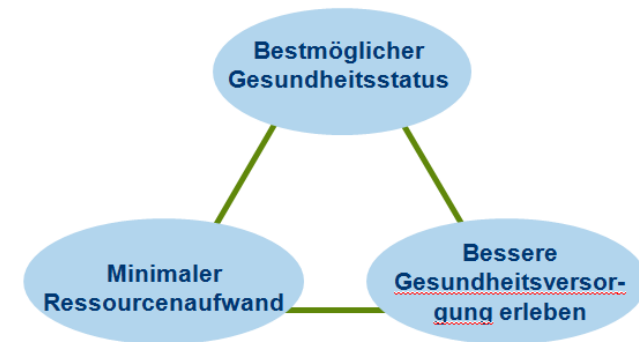 Bestmöglicher
Gesundheitsstatus
Minimaler
Ressourcenaufwand
Bessere
Gesundheitsversor-
gung erleben